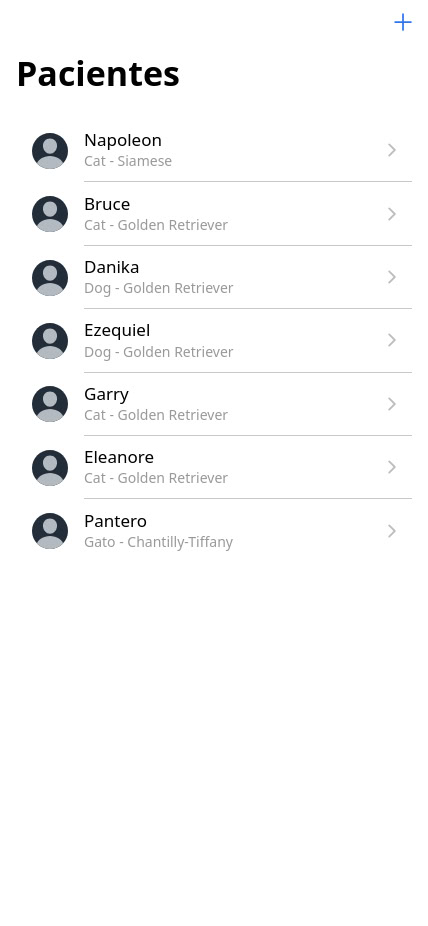 Pacientes
Napoleon
Cat - Siamese
Bruce
Cat - Golden Retriever
Danika
Dog - Golden Retriever
Ezequiel
Dog - Golden Retriever
Garry
Cat - Golden Retriever
Eleanore
Cat - Golden Retriever
Pantero
Gato - Chantilly-Tiffany